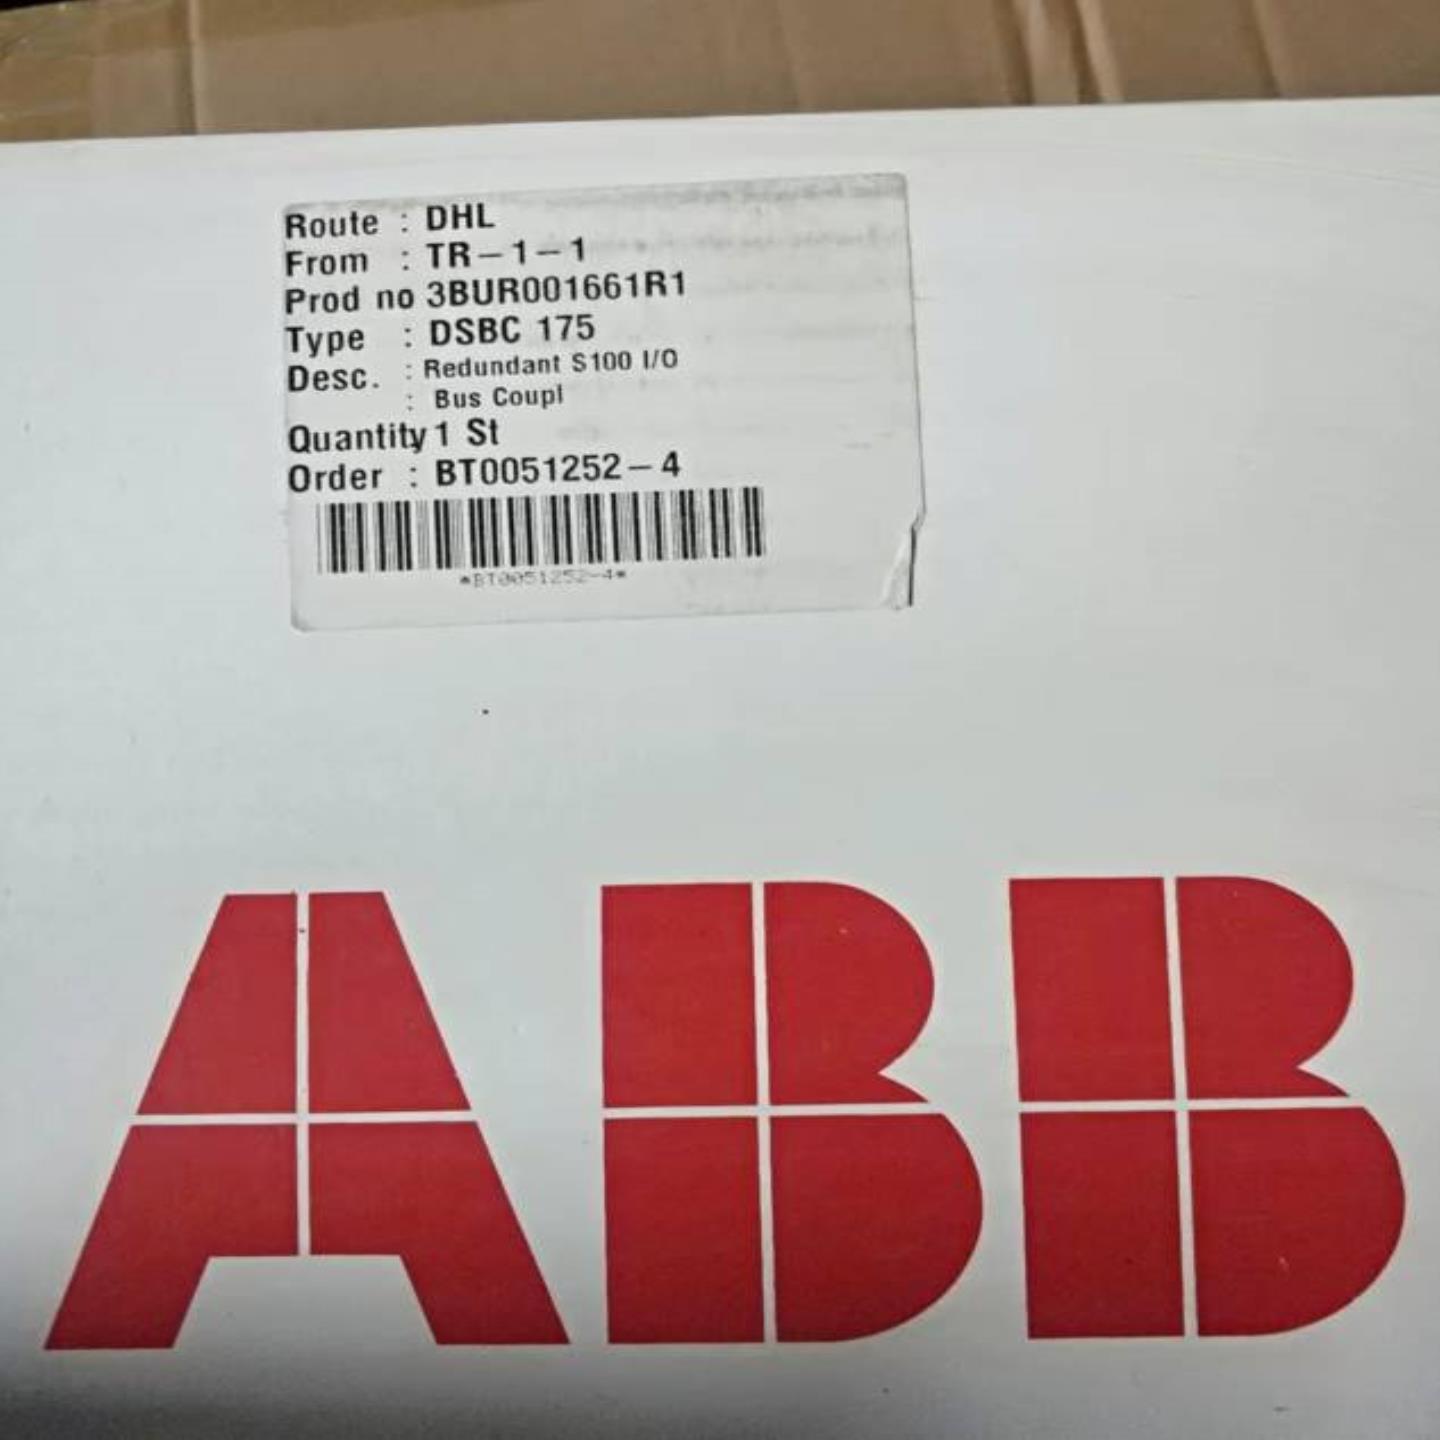 Route : DHL
From : TR-1-1
Prod no 3BUR001661R1
Type : DSBC 175
Desc. : Redundant S100 I/O
: Bus Coupl
Quantity 1 St
Order : BT0051252-4
*BT0051252-4*
ABB